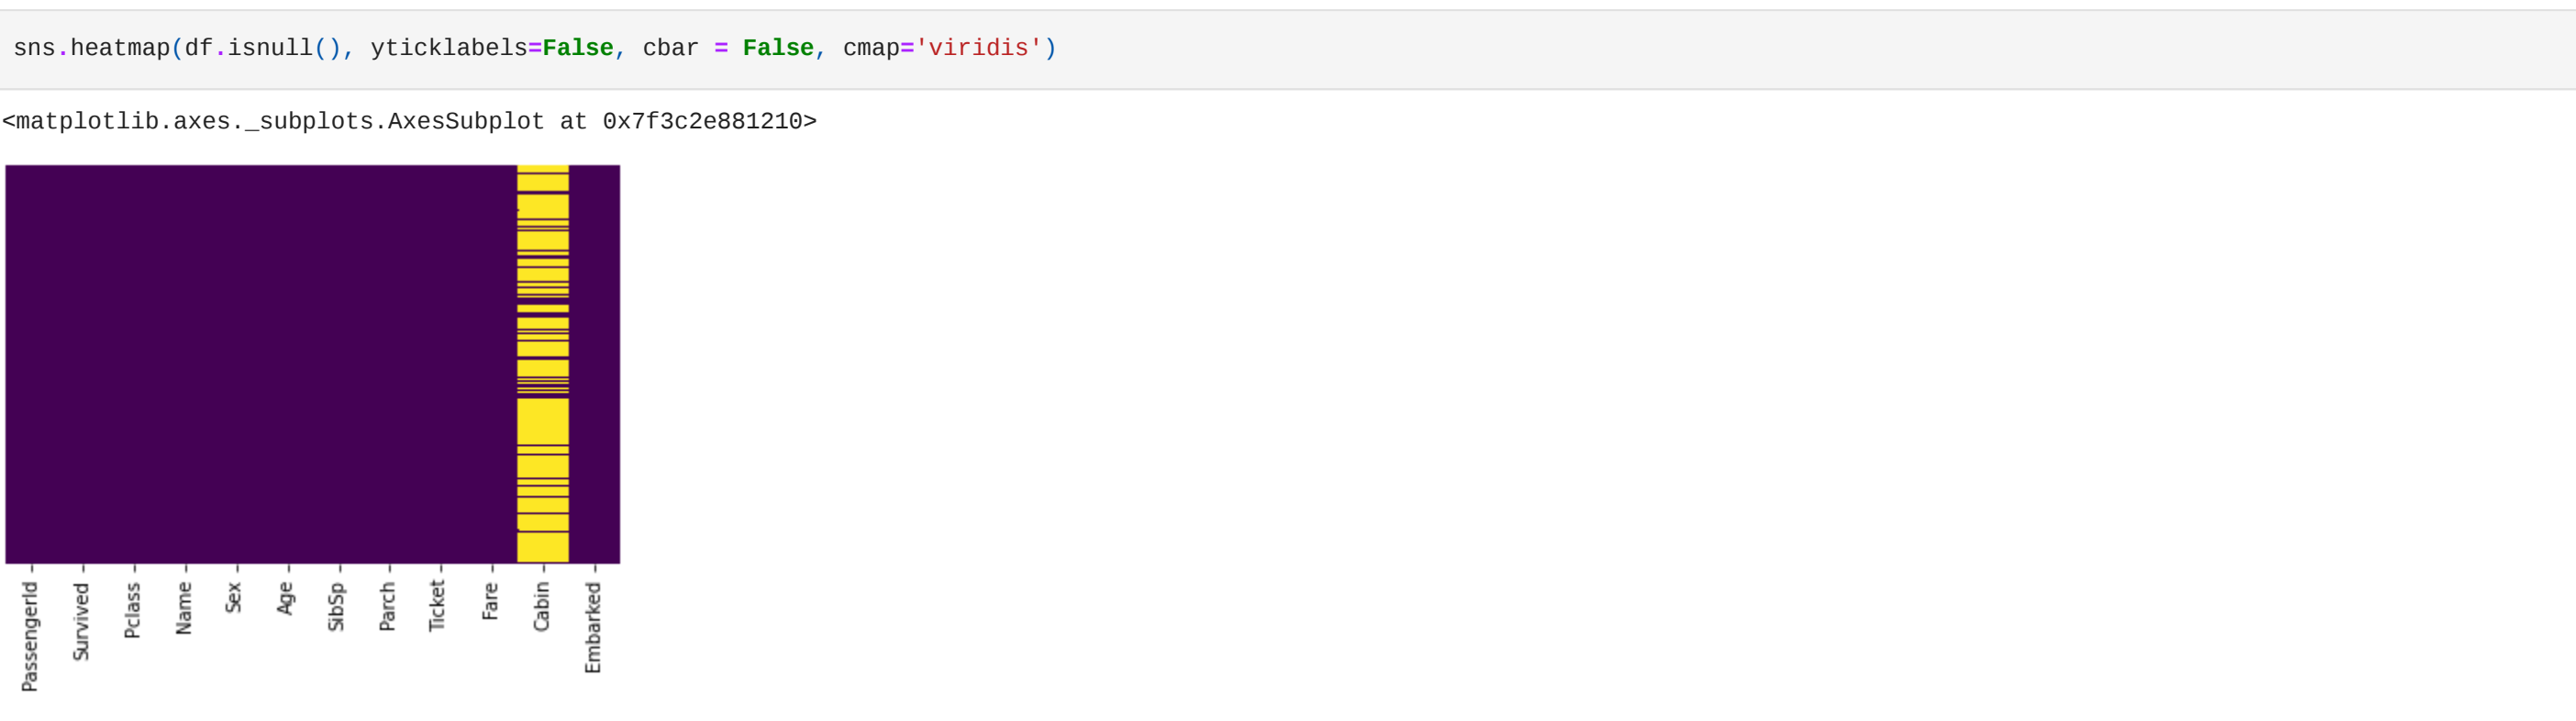 sns.heatmap(df.isnull(), yticklabels=False, cbar = False, cmap='viridis')
<matplotlib.axes._subplots.AxesSubplot at 0x7f3c2e881210>
PassengerId
Survived
Pclass
Name
Sex
Age
SibSp
Parch
Ticket
Fare
Cabin
Embarked